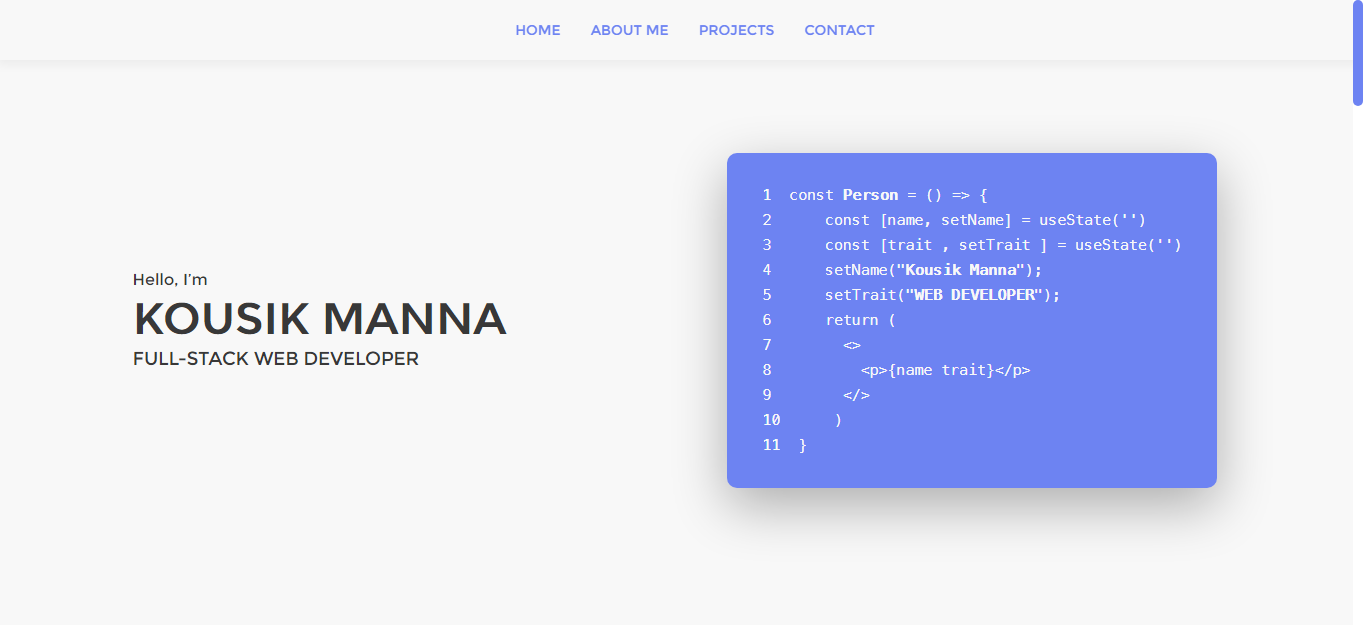 HOME ABOUT ME PROJECTS CONTACT
Hello, I'm
KOUSIK MANNA
FULL-STACK WEB DEVELOPER
1  const Person = () => {
2      const [name, setName] = useState('')
3      const [trait , setTrait ] = useState('')
4      setName("Kousik Manna");
5      setTrait("WEB DEVELOPER");
6      return (
7        <>
8          <p>{name trait}</p>
9        </>
10      )
11  }